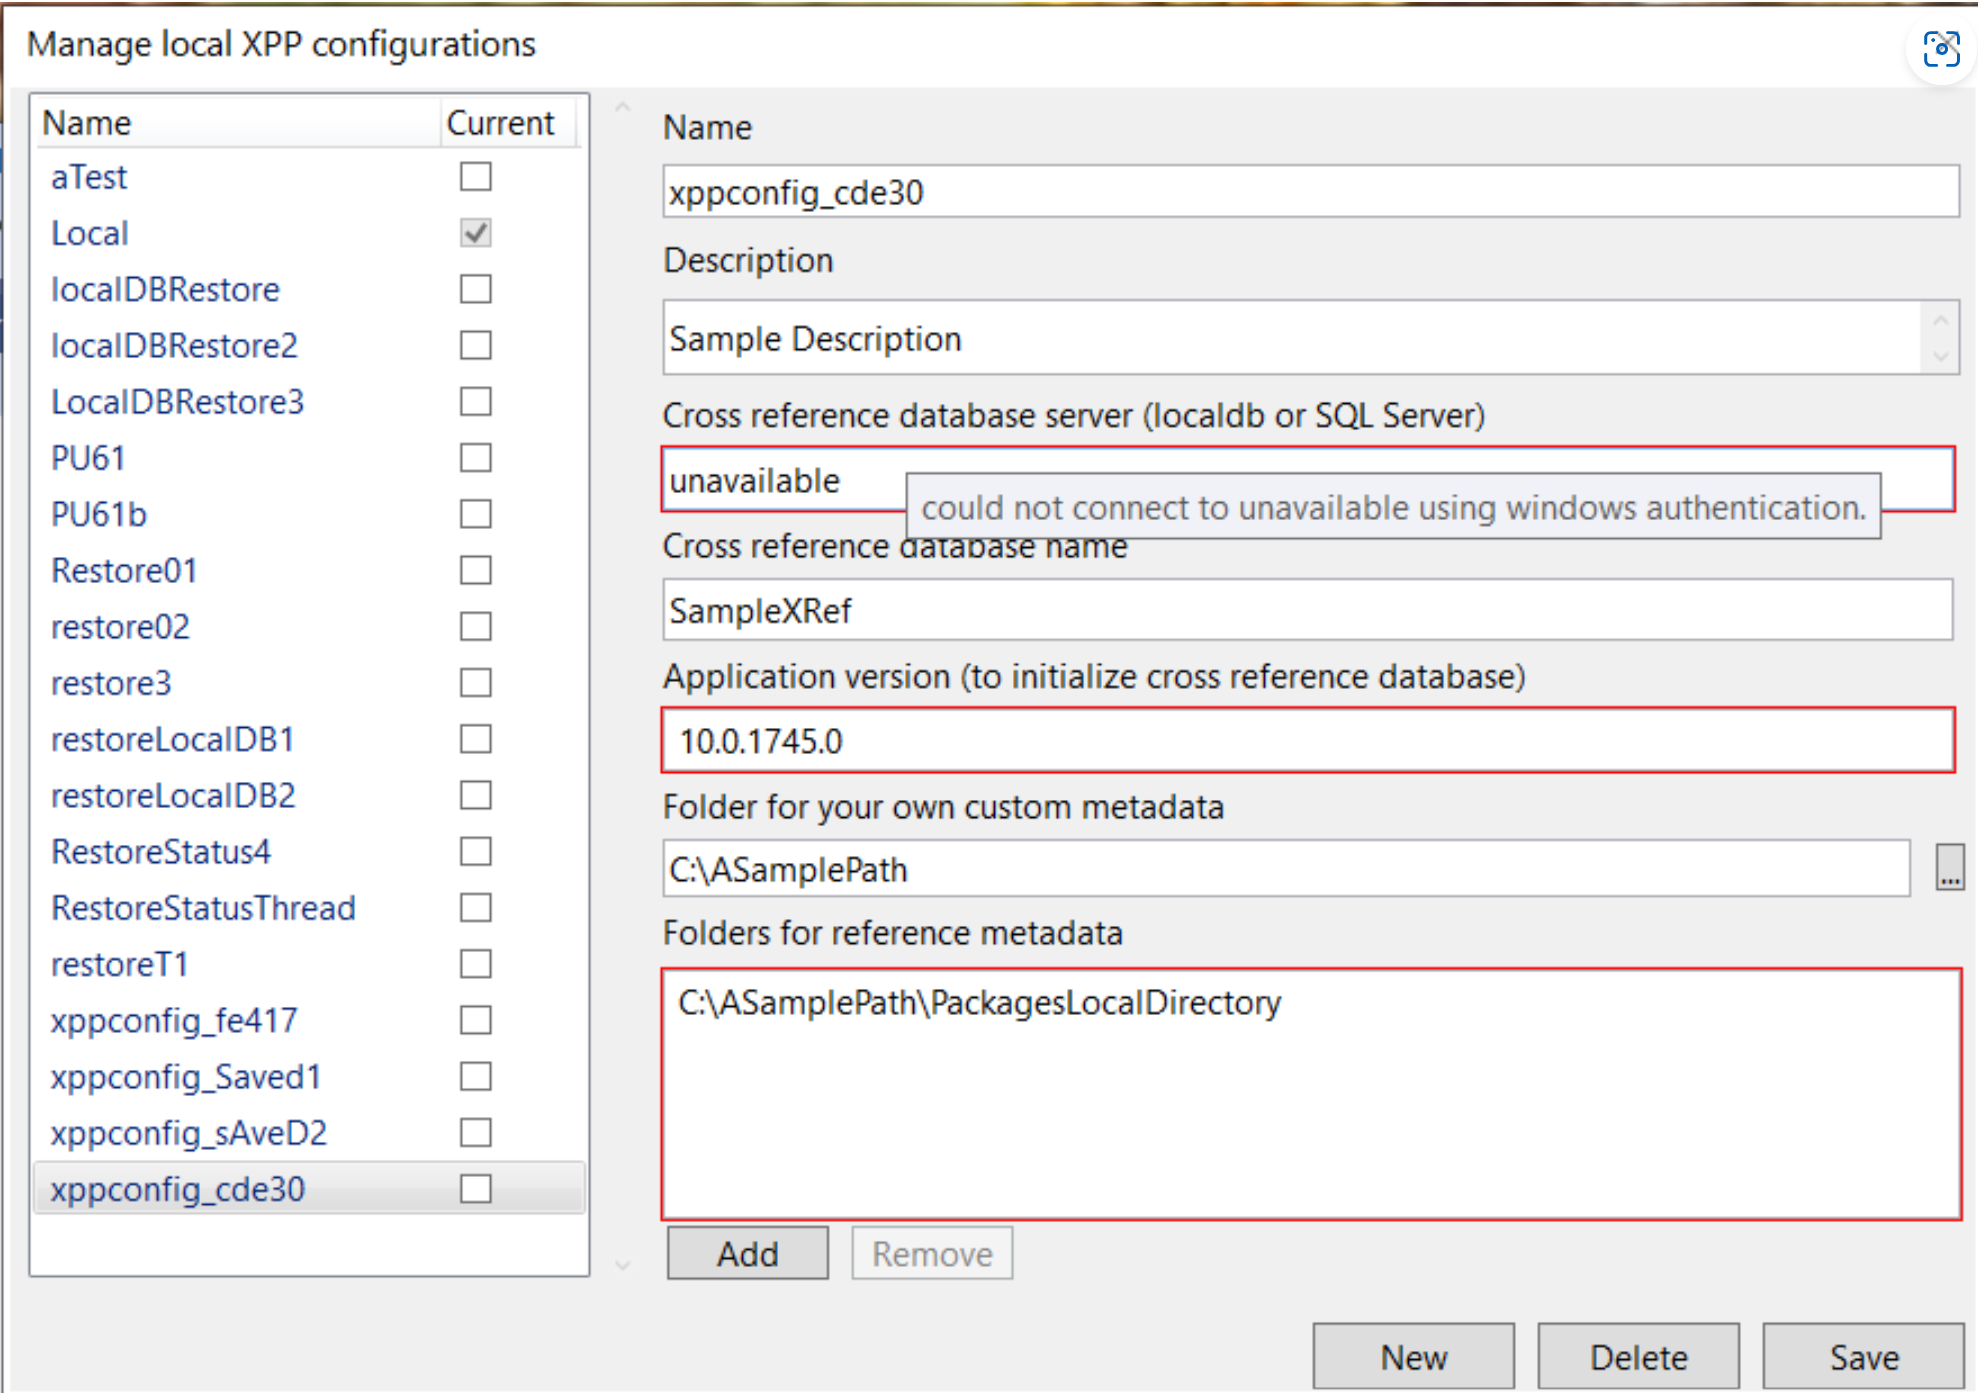 Manage local XPP configurations
Name Current
aTest
Local
localDBRestore
localDBRestore2
LocalDBRestore3
PU61
PU61b
Restore01
restore02
restore3
restoreLocalDB1
restoreLocalDB2
RestoreStatus4
RestoreStatusThread
restoreT1
xppconfig_fe417
xppconfig_Saved1
xppconfig_sAveD2
xppconfig_cde30
Name
xppconfig_cde30
Description
Sample Description
Cross reference database server (localdb or SQL Server)
unavailable
could not connect to unavailable using windows authentication.
Cross reference database name
SampleXRef
Application version (to initialize cross reference database)
10.0.1745.0
Folder for your own custom metadata
C:\ASamplePath
...
Folders for reference metadata
C:\ASamplePath\PackagesLocalDirectory
Add Remove
New Delete Save